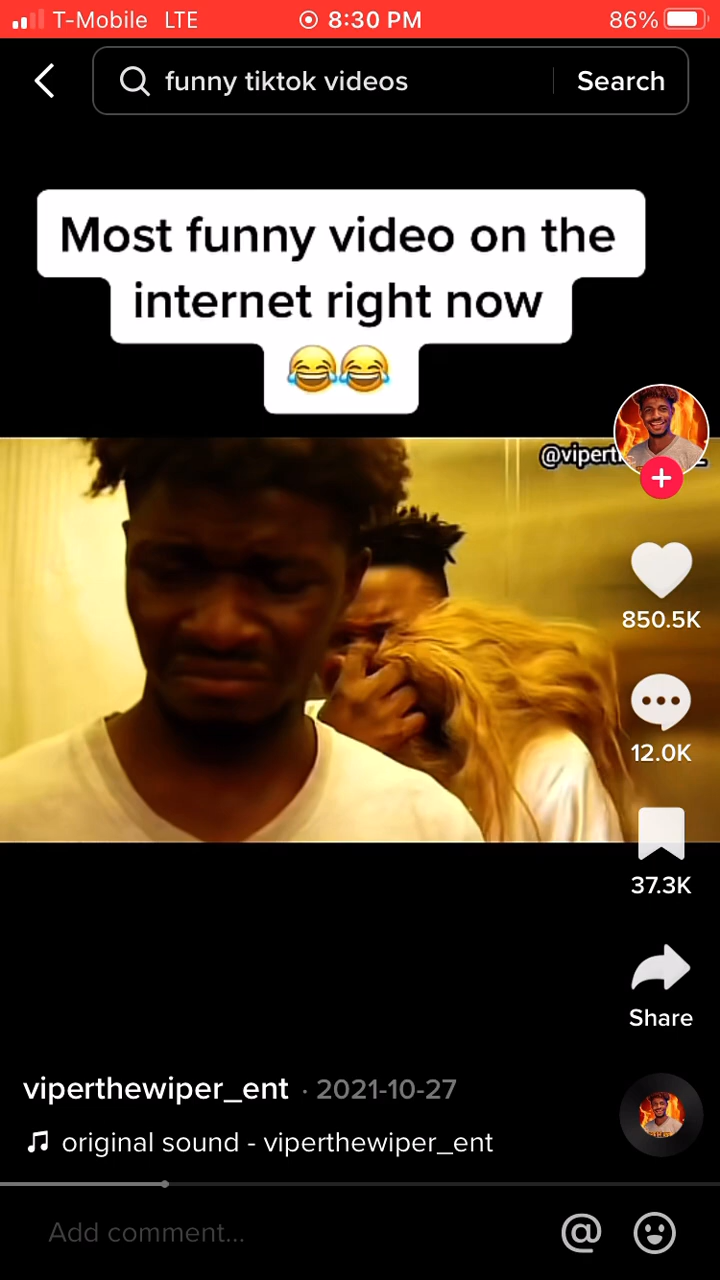 T-Mobile LTE 8:30 PM 86%
funny tiktok videos Search
Most funny video on the
internet right now
😂😂
850.5K
12.0K
37.3K
Share
viperthewiper_ent · 2021-10-27
original sound - viperthewiper_ent
Add comment...